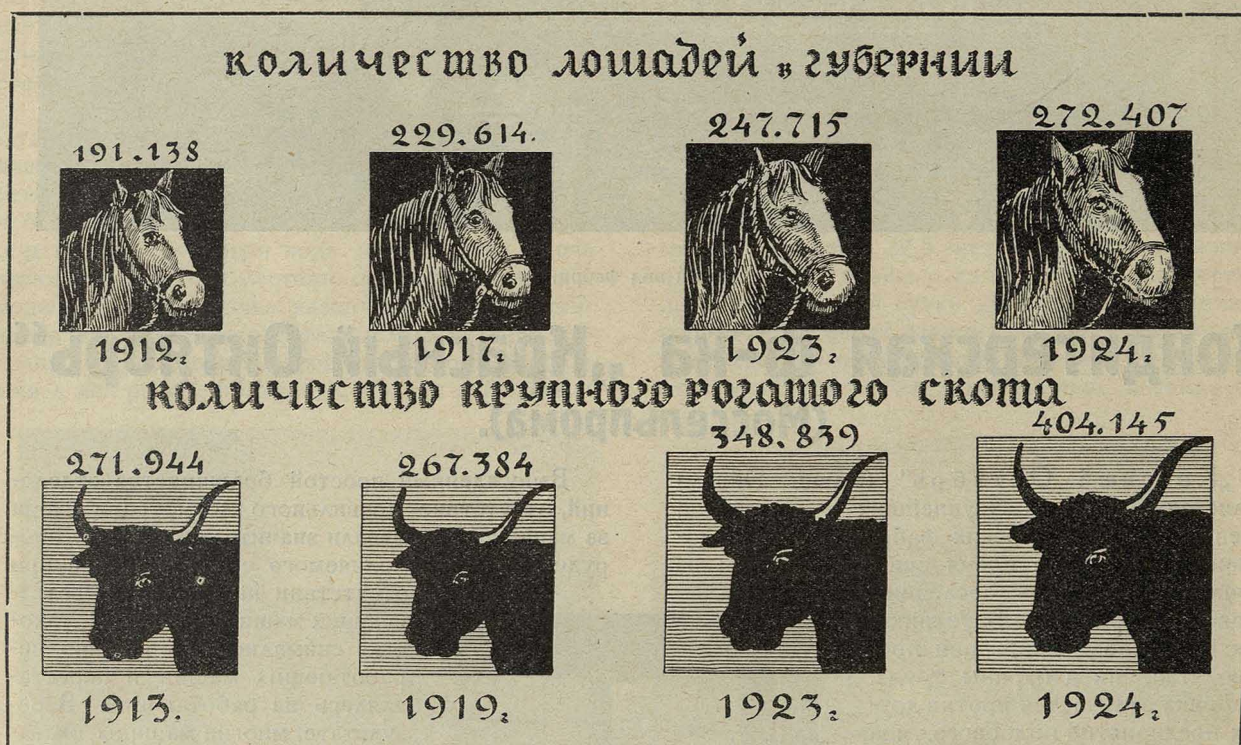 количество лошадей в губернии
191.138 229.614. 247.715 272.407
1912г 1917г 1923г 1924г
количество крупного рогатого скота
271.944 267.384 348.839 404.145
1913. 1919г 1923г 1924г